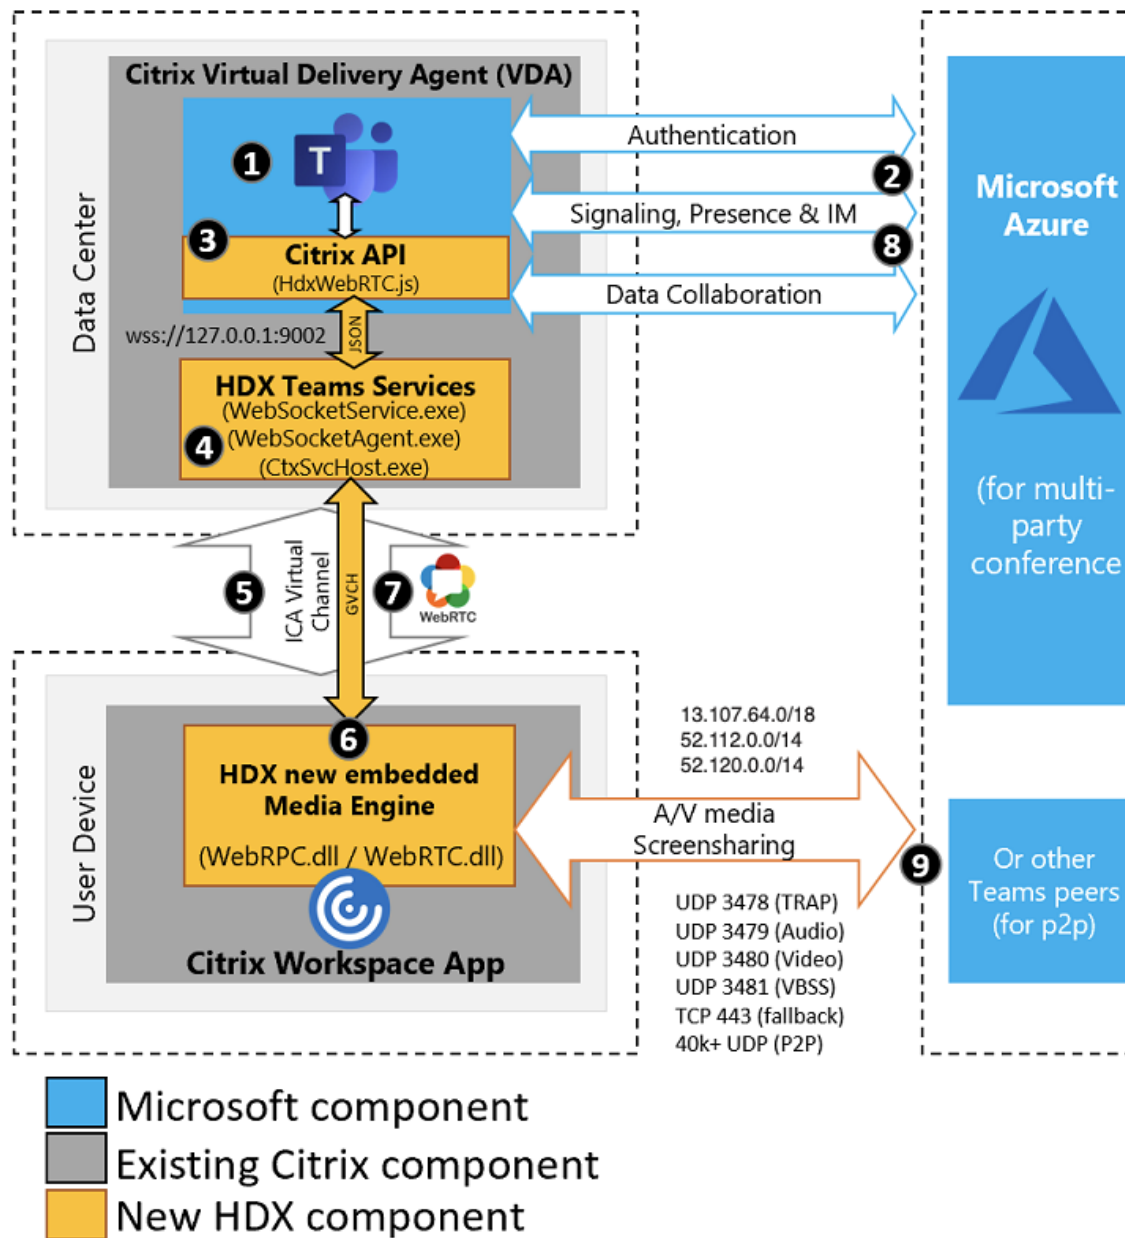 Citrix Virtual Delivery Agent (VDA)
Data Center
1
T
3
Citrix API
(HdxWebRTC.js)
wss://127.0.0.1:9002
JSON
HDX Teams Services
(WebSocketService.exe)
4
(WebSocketAgent.exe)
(CtxSvcHost.exe)
Authentication
2
Signaling, Presence & IM
8
Data Collaboration
Microsoft
Azure
(for multi-
party
conference
5
ICA Virtual
Channel
GVCH
7
WebRTC
User Device
6
HDX new embedded
Media Engine
(WebRPC.dll / WebRTC.dll)
Citrix Workspace App
13.107.64.0/18
52.112.0.0/14
52.120.0.0/14
A/V media
Screensharing
9
UDP 3478 (TRAP)
UDP 3479 (Audio)
UDP 3480 (Video)
UDP 3481 (VBSS)
TCP 443 (fallback)
40k+ UDP (P2P)
Or other
Teams peers
(for p2p)
Microsoft component
Existing Citrix component
New HDX component